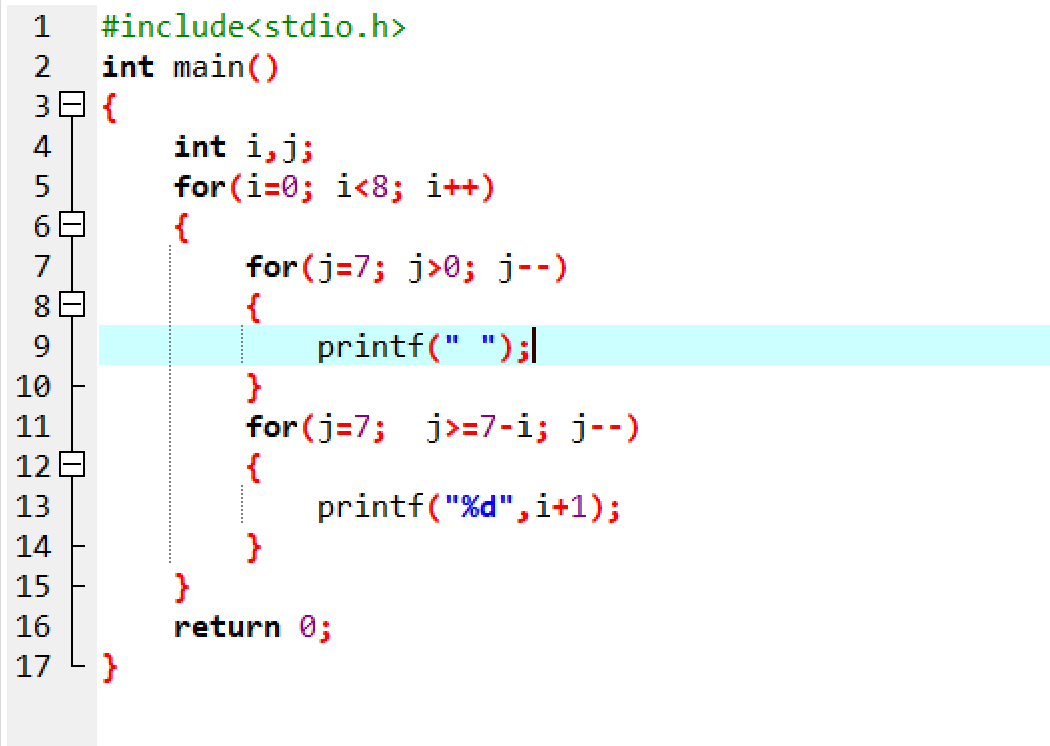 1 #include<stdio.h>
2 int main()
3 {
4     int i,j;
5     for(i=0; i<8; i++)
6     {
7         for(j=7; j>0; j--)
8         {
9             printf(" ");
10         }
11         for(j=7;  j>=7-i; j--)
12         {
13             printf("%d",i+1);
14         }
15     }
16     return 0;
17 }